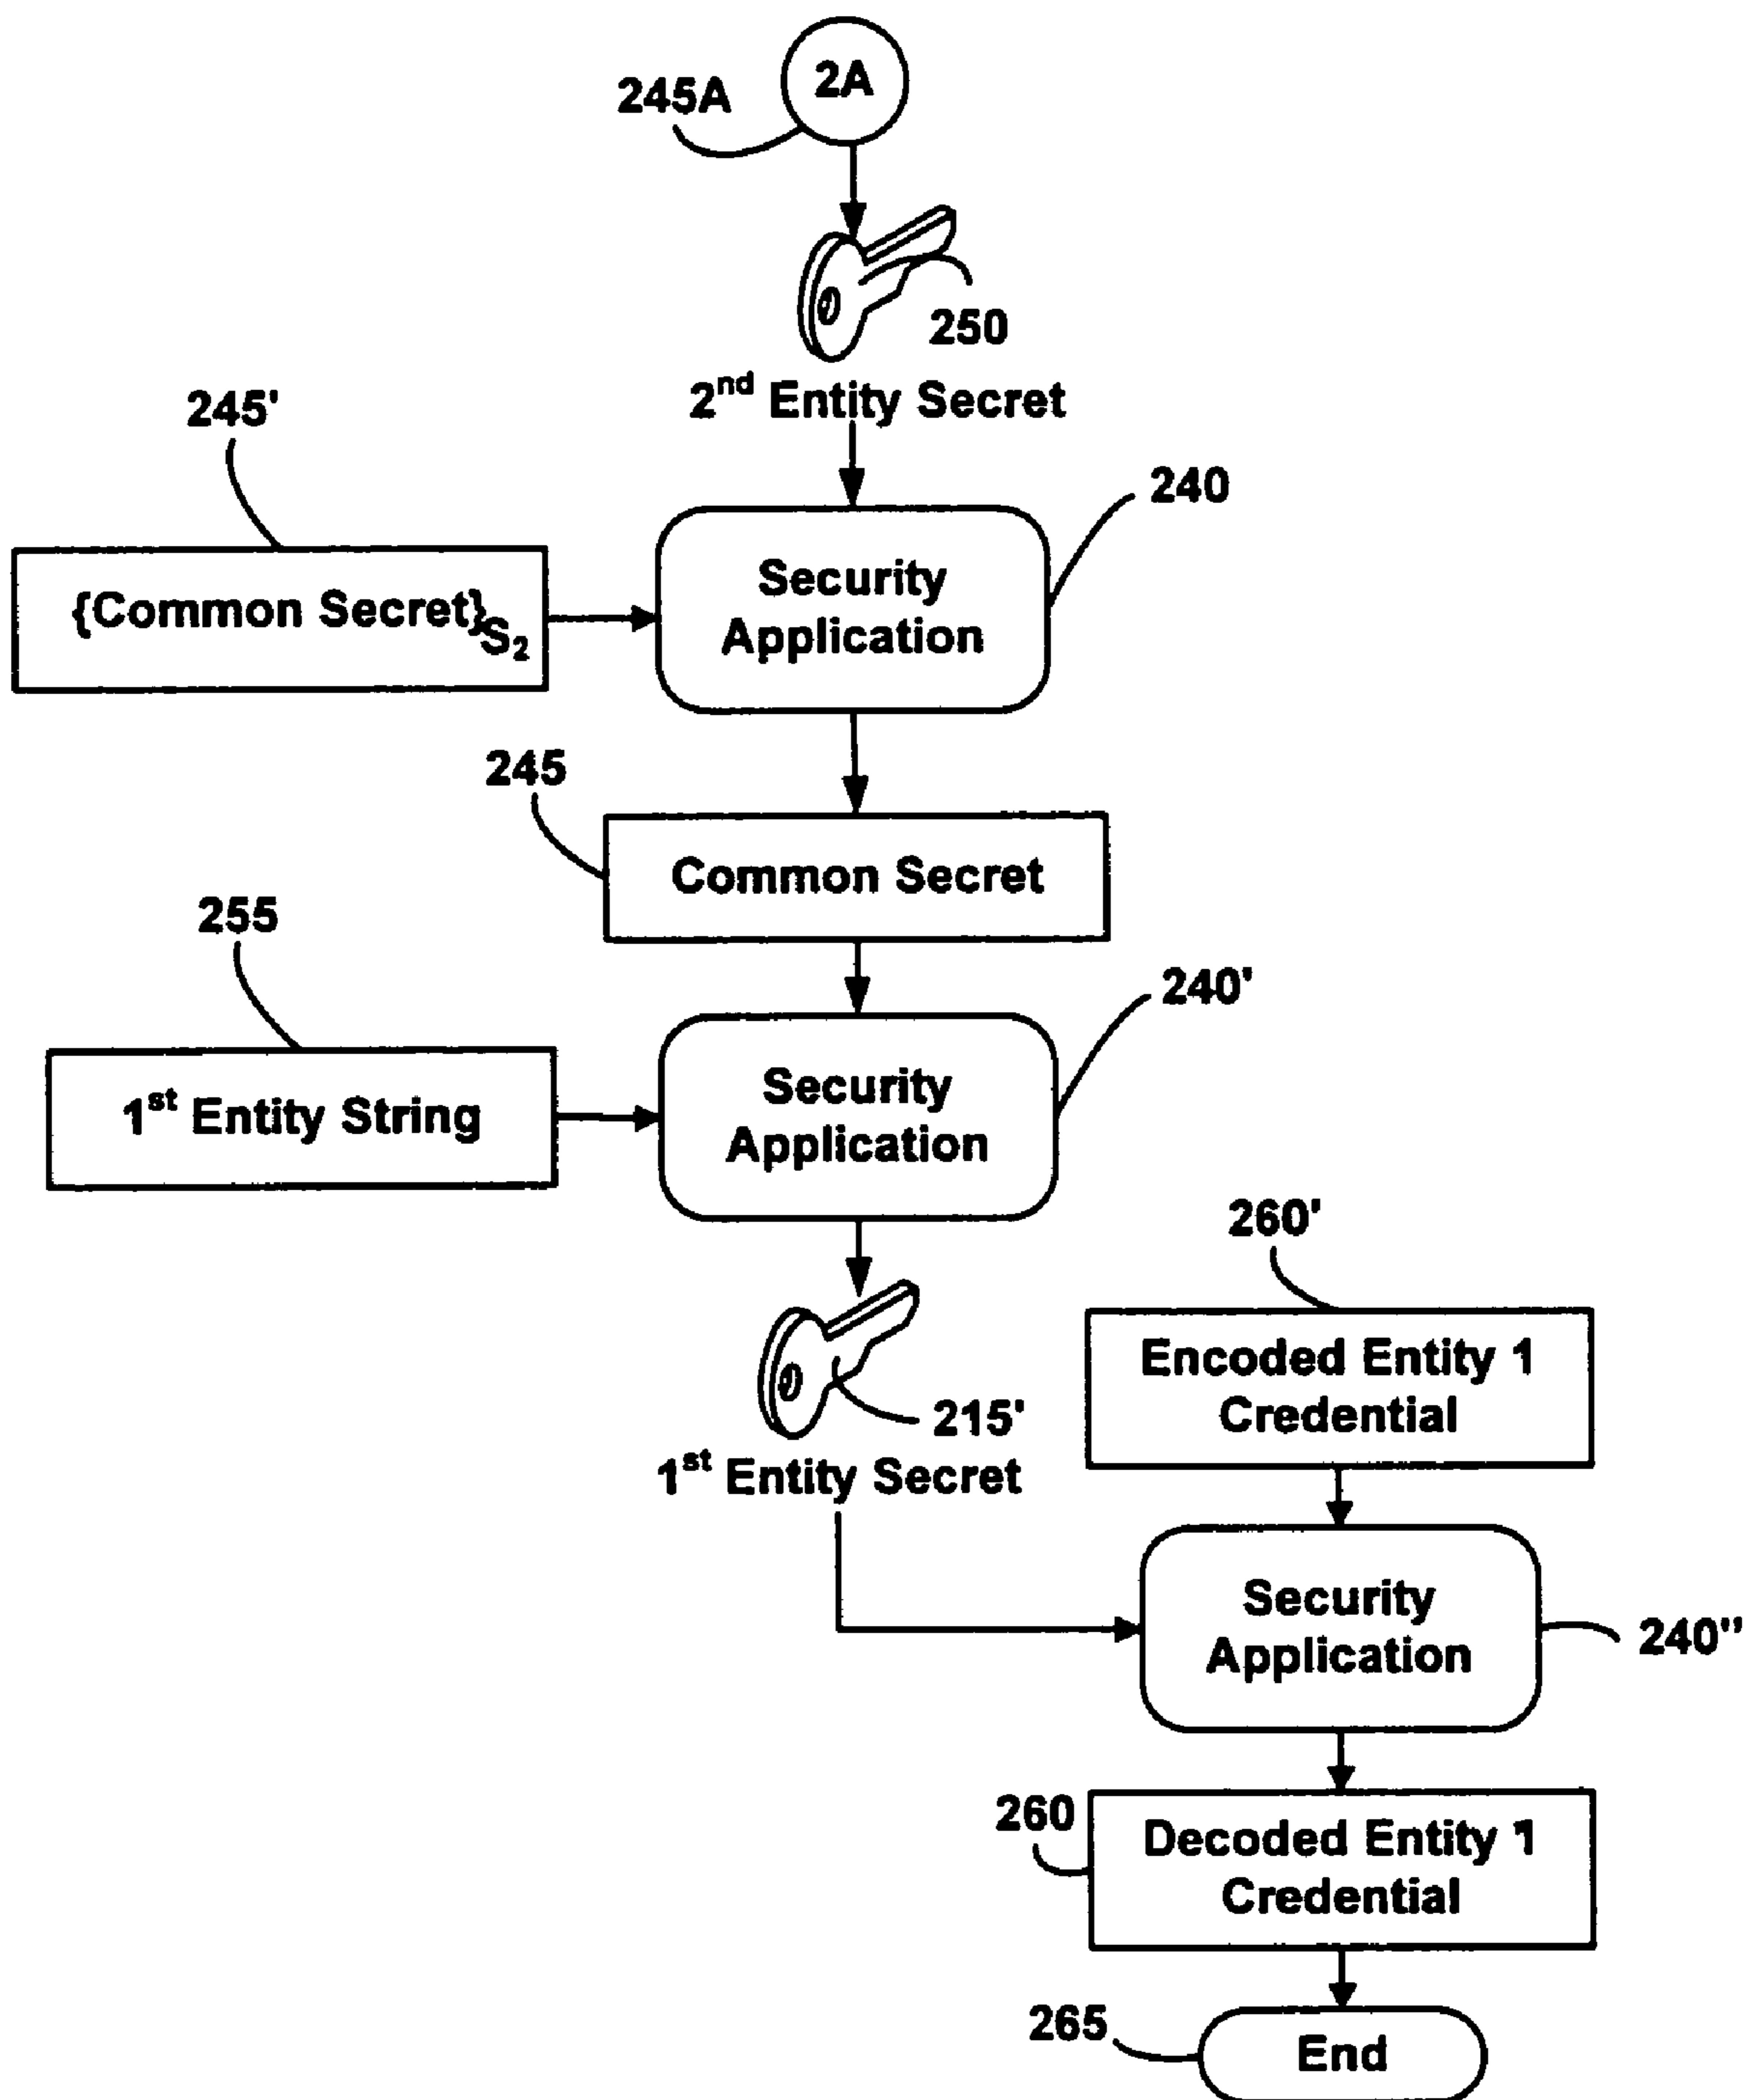 2A
245A
250
2nd Entity Secret
245'
240
{Common Secret}S2
Security
Application
245
Common Secret
255
240'
1st Entity String
Security
Application
260'
215'
1st Entity Secret
Encoded Entity 1
Credential
Security
Application
240''
260
Decoded Entity 1
Credential
265
End